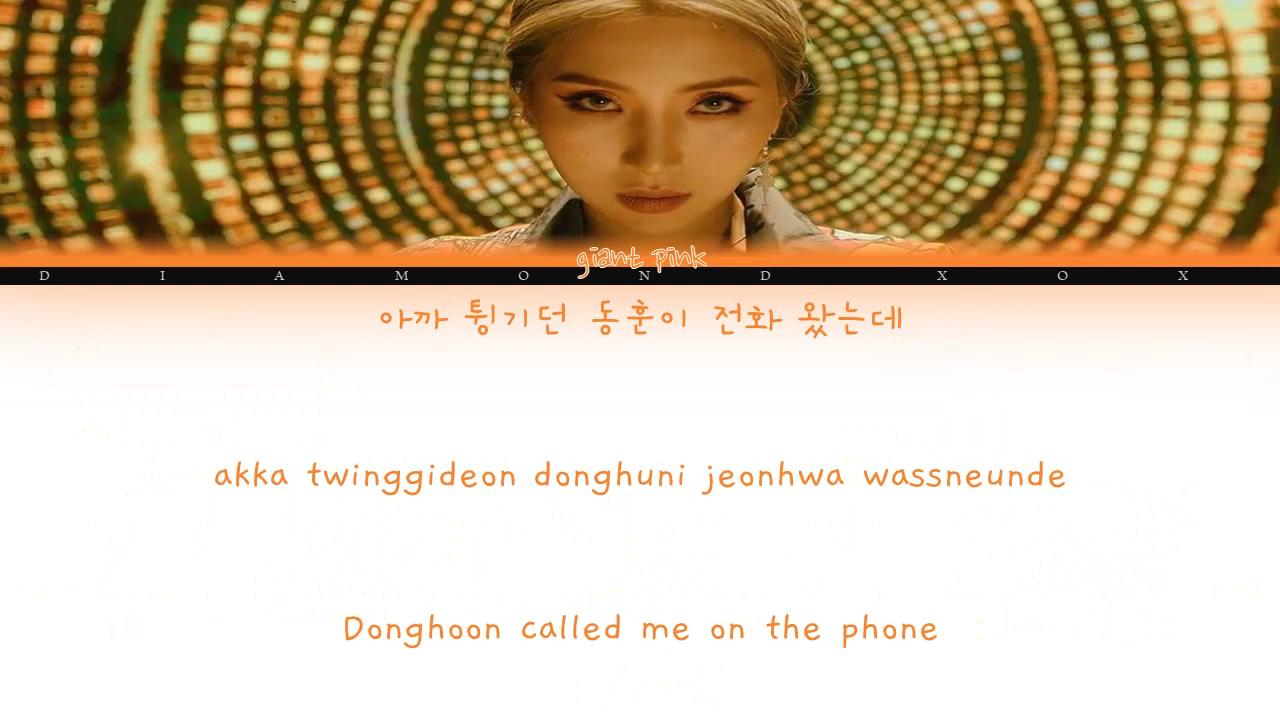 giant pink
D I A M O N D X O X
아까 튕기던 동훈이 전화 왔는데
akka twinggideon donghuni jeonhwa wassneunde
Donghoon called me on the phone